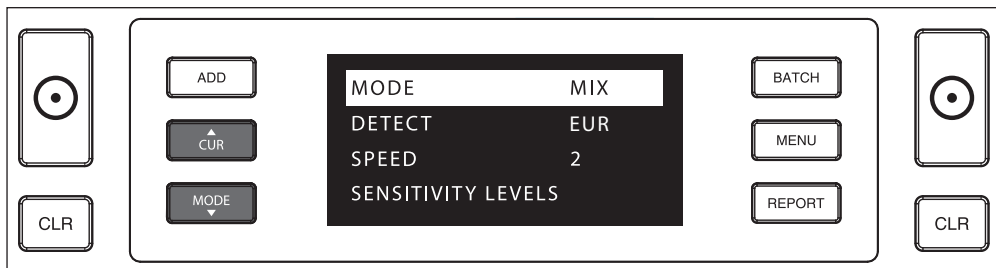 ADD
CUR
MODE
CLR
MODE MIX
DETECT EUR
SPEED 2
SENSITIVITY LEVELS
BATCH
MENU
REPORT
CLR